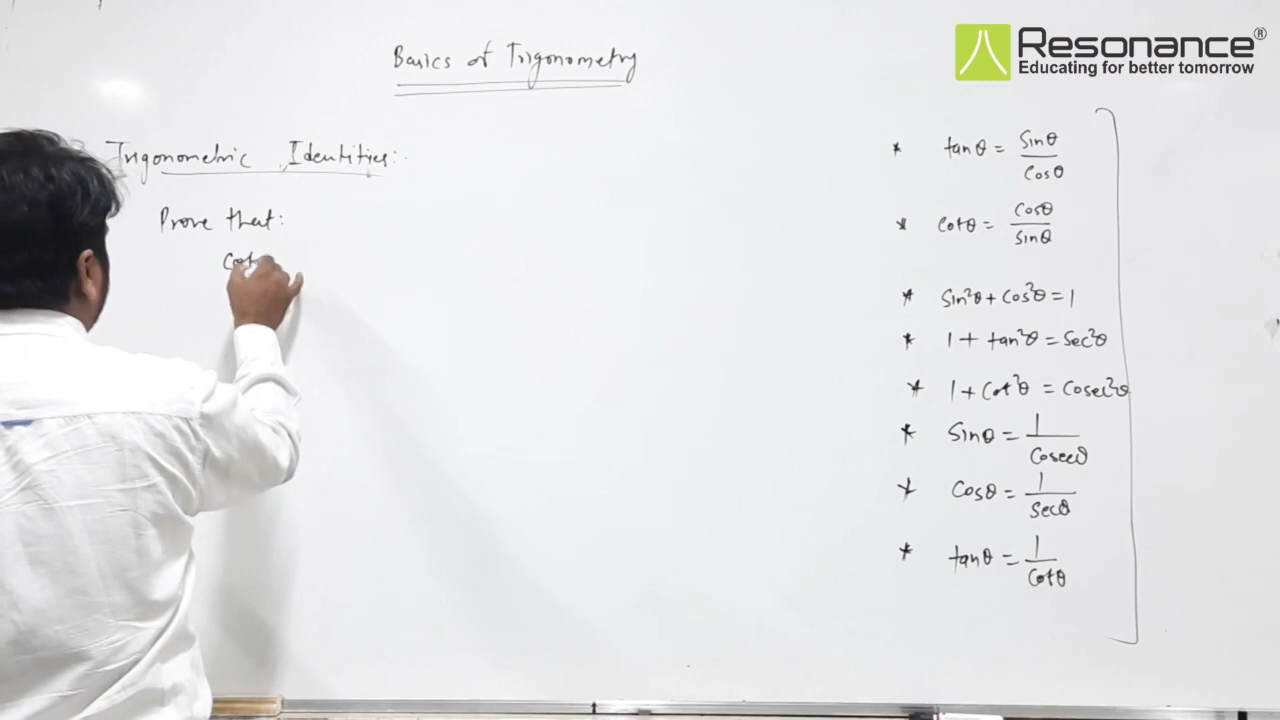 Basics of Trigonometry
Resonance®
Educating for better tomorrow
Trigonometric Identities:-
Prove that:
Cot
* tanθ = Sinθ / Cosθ
* Cotθ = Cosθ / Sinθ
* Sin²θ + Cos²θ = 1
* 1 + tan²θ = Sec²θ
* 1 + Cot²θ = Cosec²θ
* Sinθ = 1 / Cosecθ
* Cosθ = 1 / Secθ
* tanθ = 1 / Cotθ